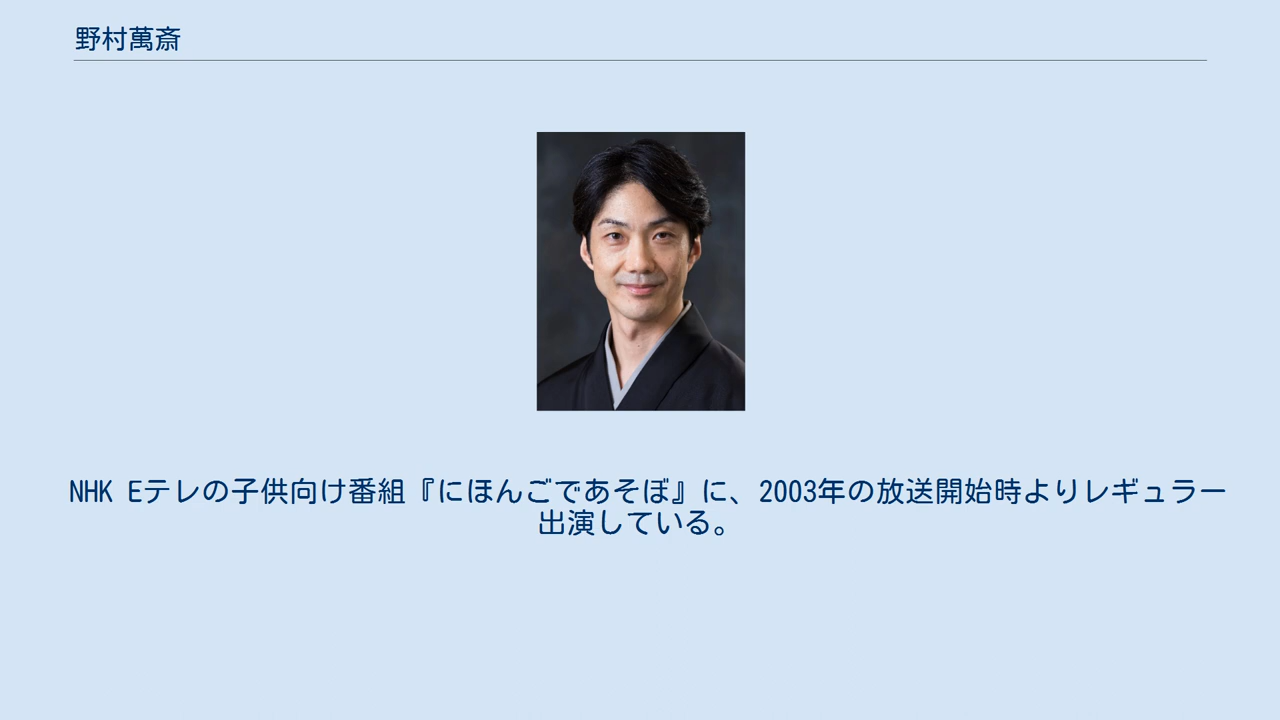 野村萬斎
NHK Eテレの子供向け番組『にほんごであそぼ』に、2003年の放送開始時よりレギュラー
出演している。